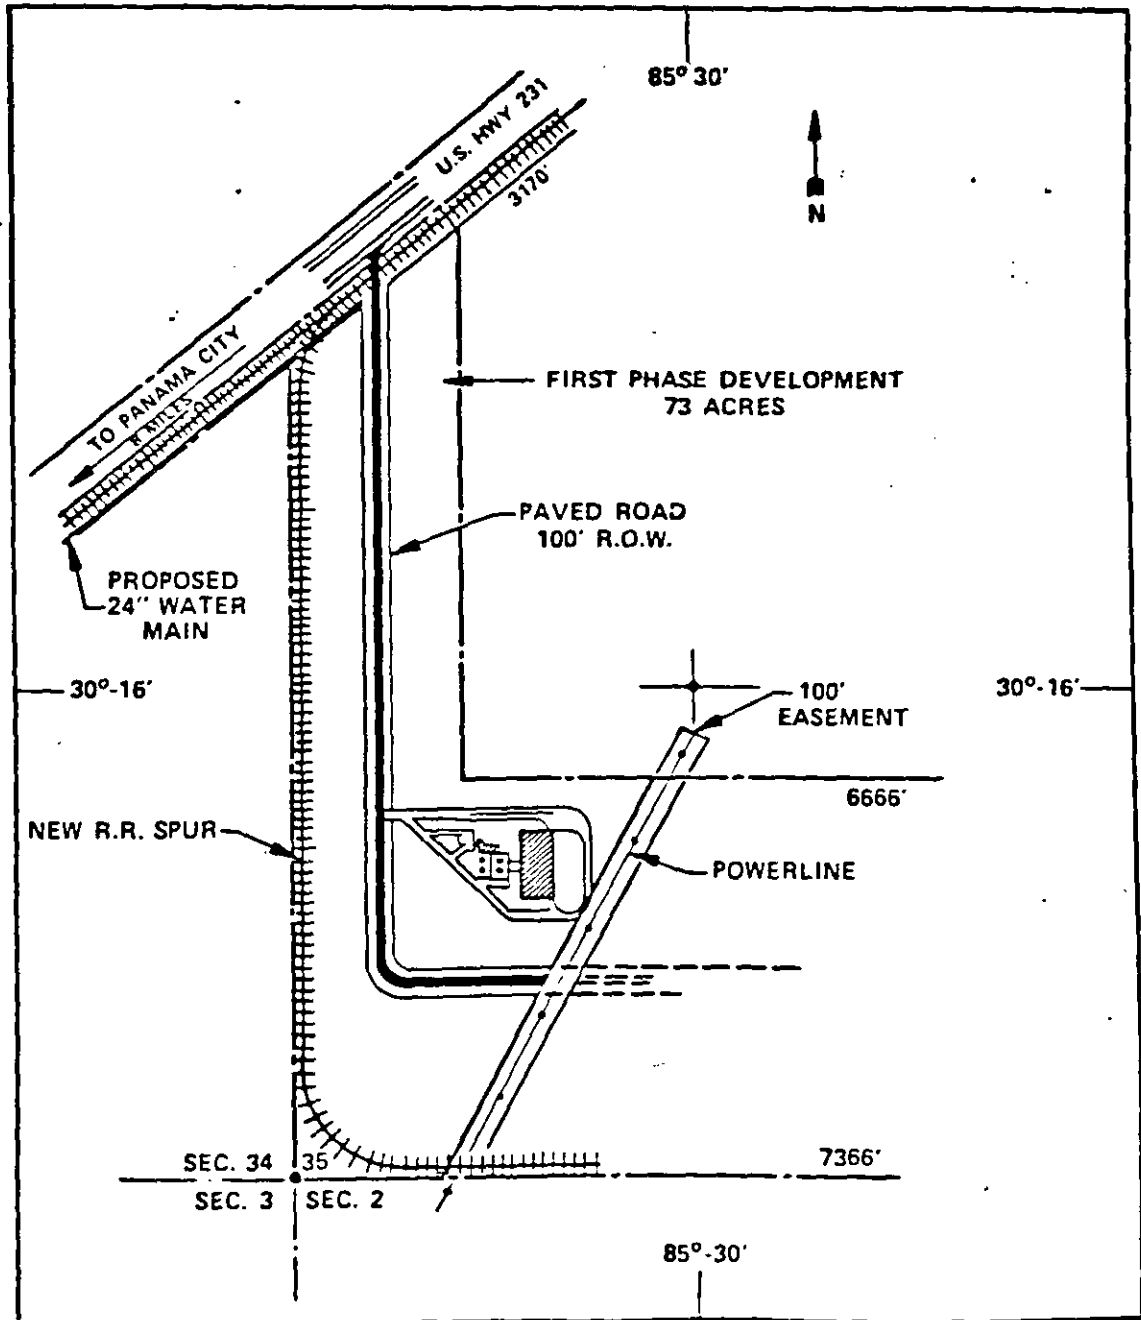 85° 30'
U.S. HWY 231
3170'
N
TO PANAMA CITY
8 MILES
FIRST PHASE DEVELOPMENT
73 ACRES
PAVED ROAD
100' R.O.W.
PROPOSED
24" WATER
MAIN
30°-16'
30°-16'
100'
EASEMENT
6666'
NEW R.R. SPUR
POWERLINE
SEC. 34
35
7366'
SEC. 3
SEC. 2
85°-30'